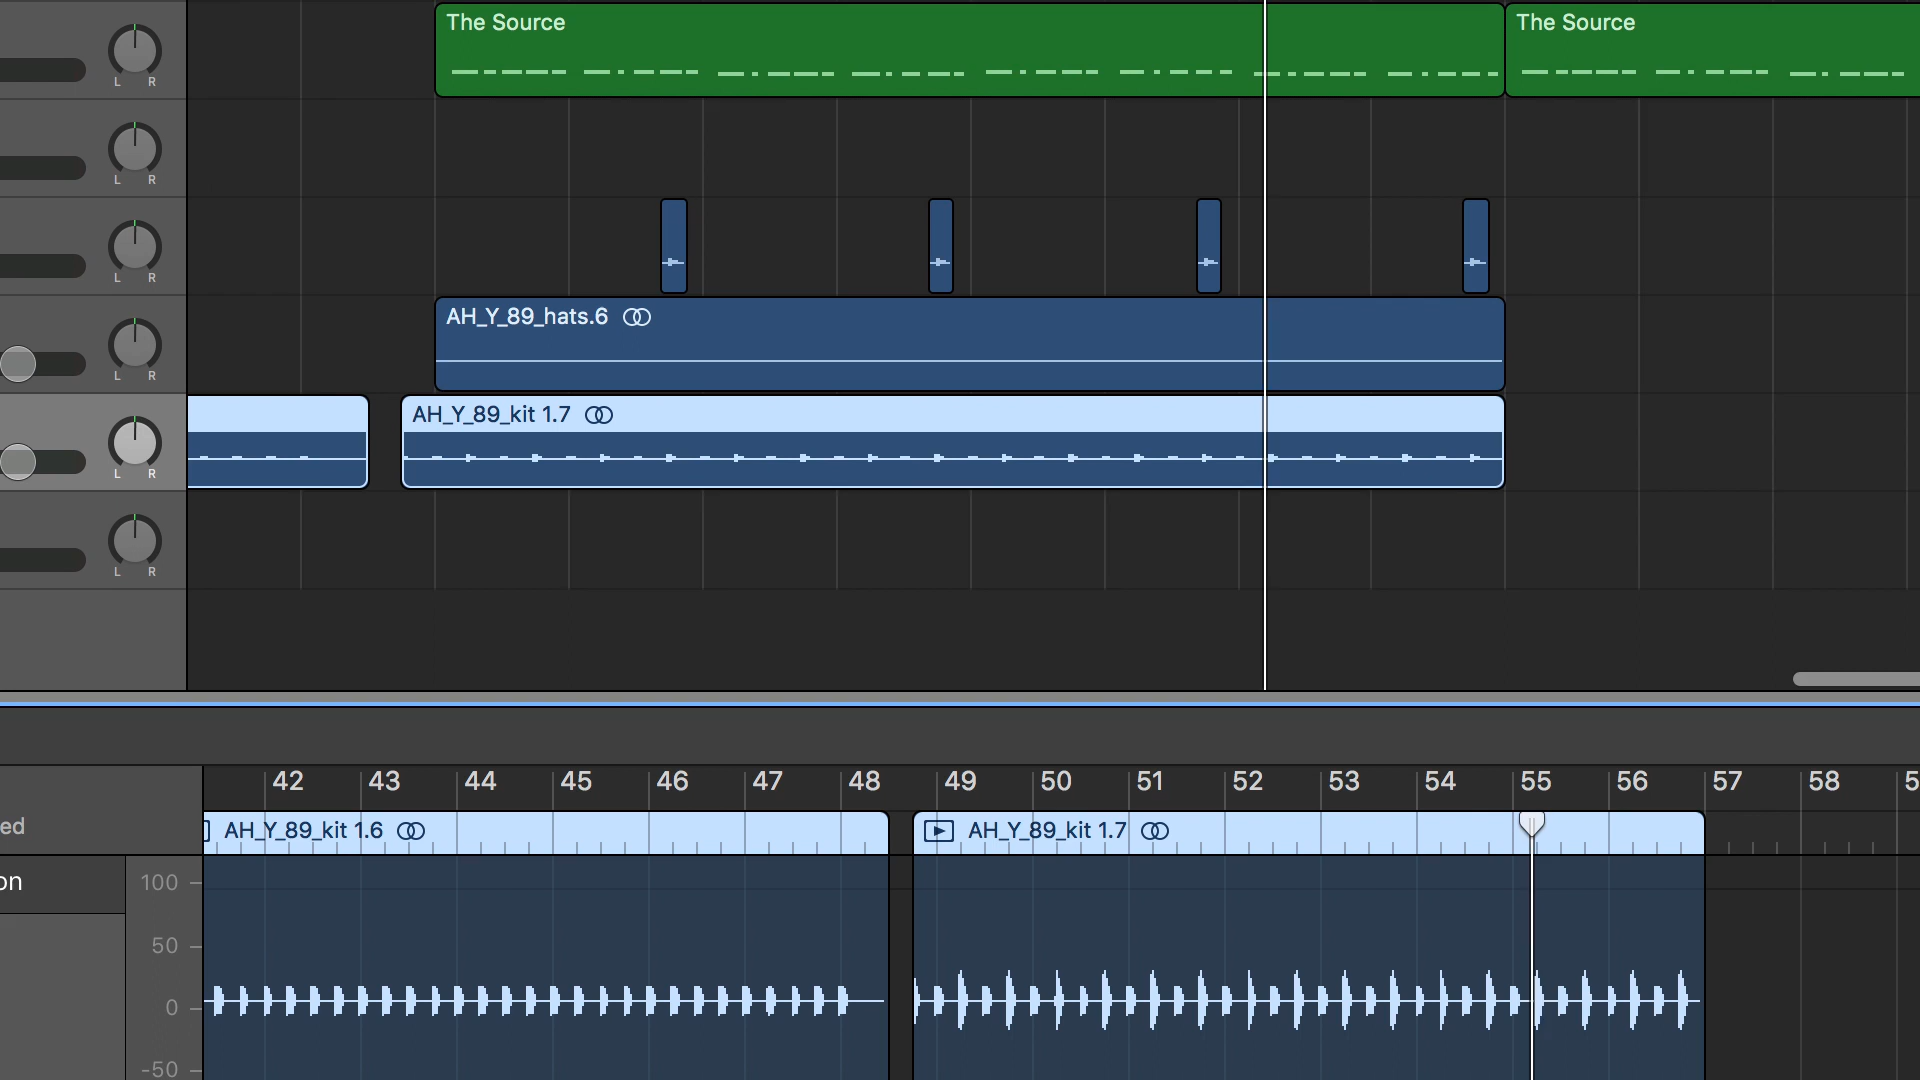 The Source
The Source
L R
L R
L R
AH_Y_89_hats.6
L R
AH_Y_89_kit 1.7
L R
L R
42 43 44 45 46 47 48 49 50 51 52 53 54 55 56 57 58 5
ed
AH_Y_89_kit 1.6
AH_Y_89_kit 1.7
on
100
50
0
-50